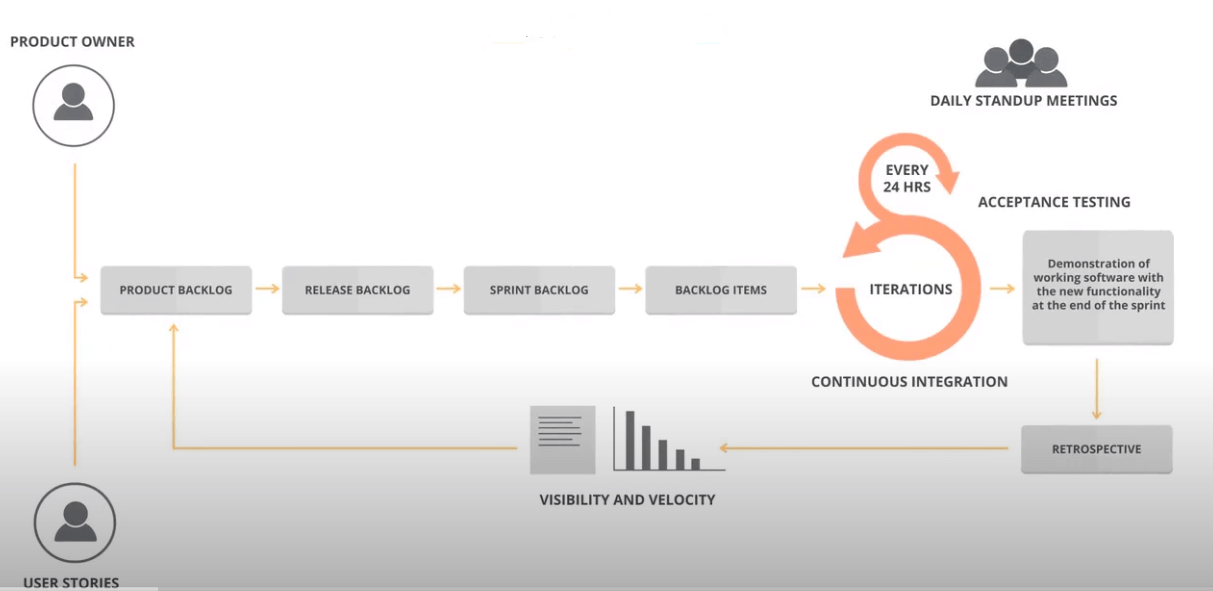 PRODUCT OWNER
DAILY STANDUP MEETINGS
EVERY
24 HRS
ACCEPTANCE TESTING
PRODUCT BACKLOG
RELEASE BACKLOG
SPRINT BACKLOG
BACKLOG ITEMS
ITERATIONS
Demonstration of
working software with
the new functionality
at the end of the sprint
CONTINUOUS INTEGRATION
RETROSPECTIVE
VISIBILITY AND VELOCITY
USER STORIES